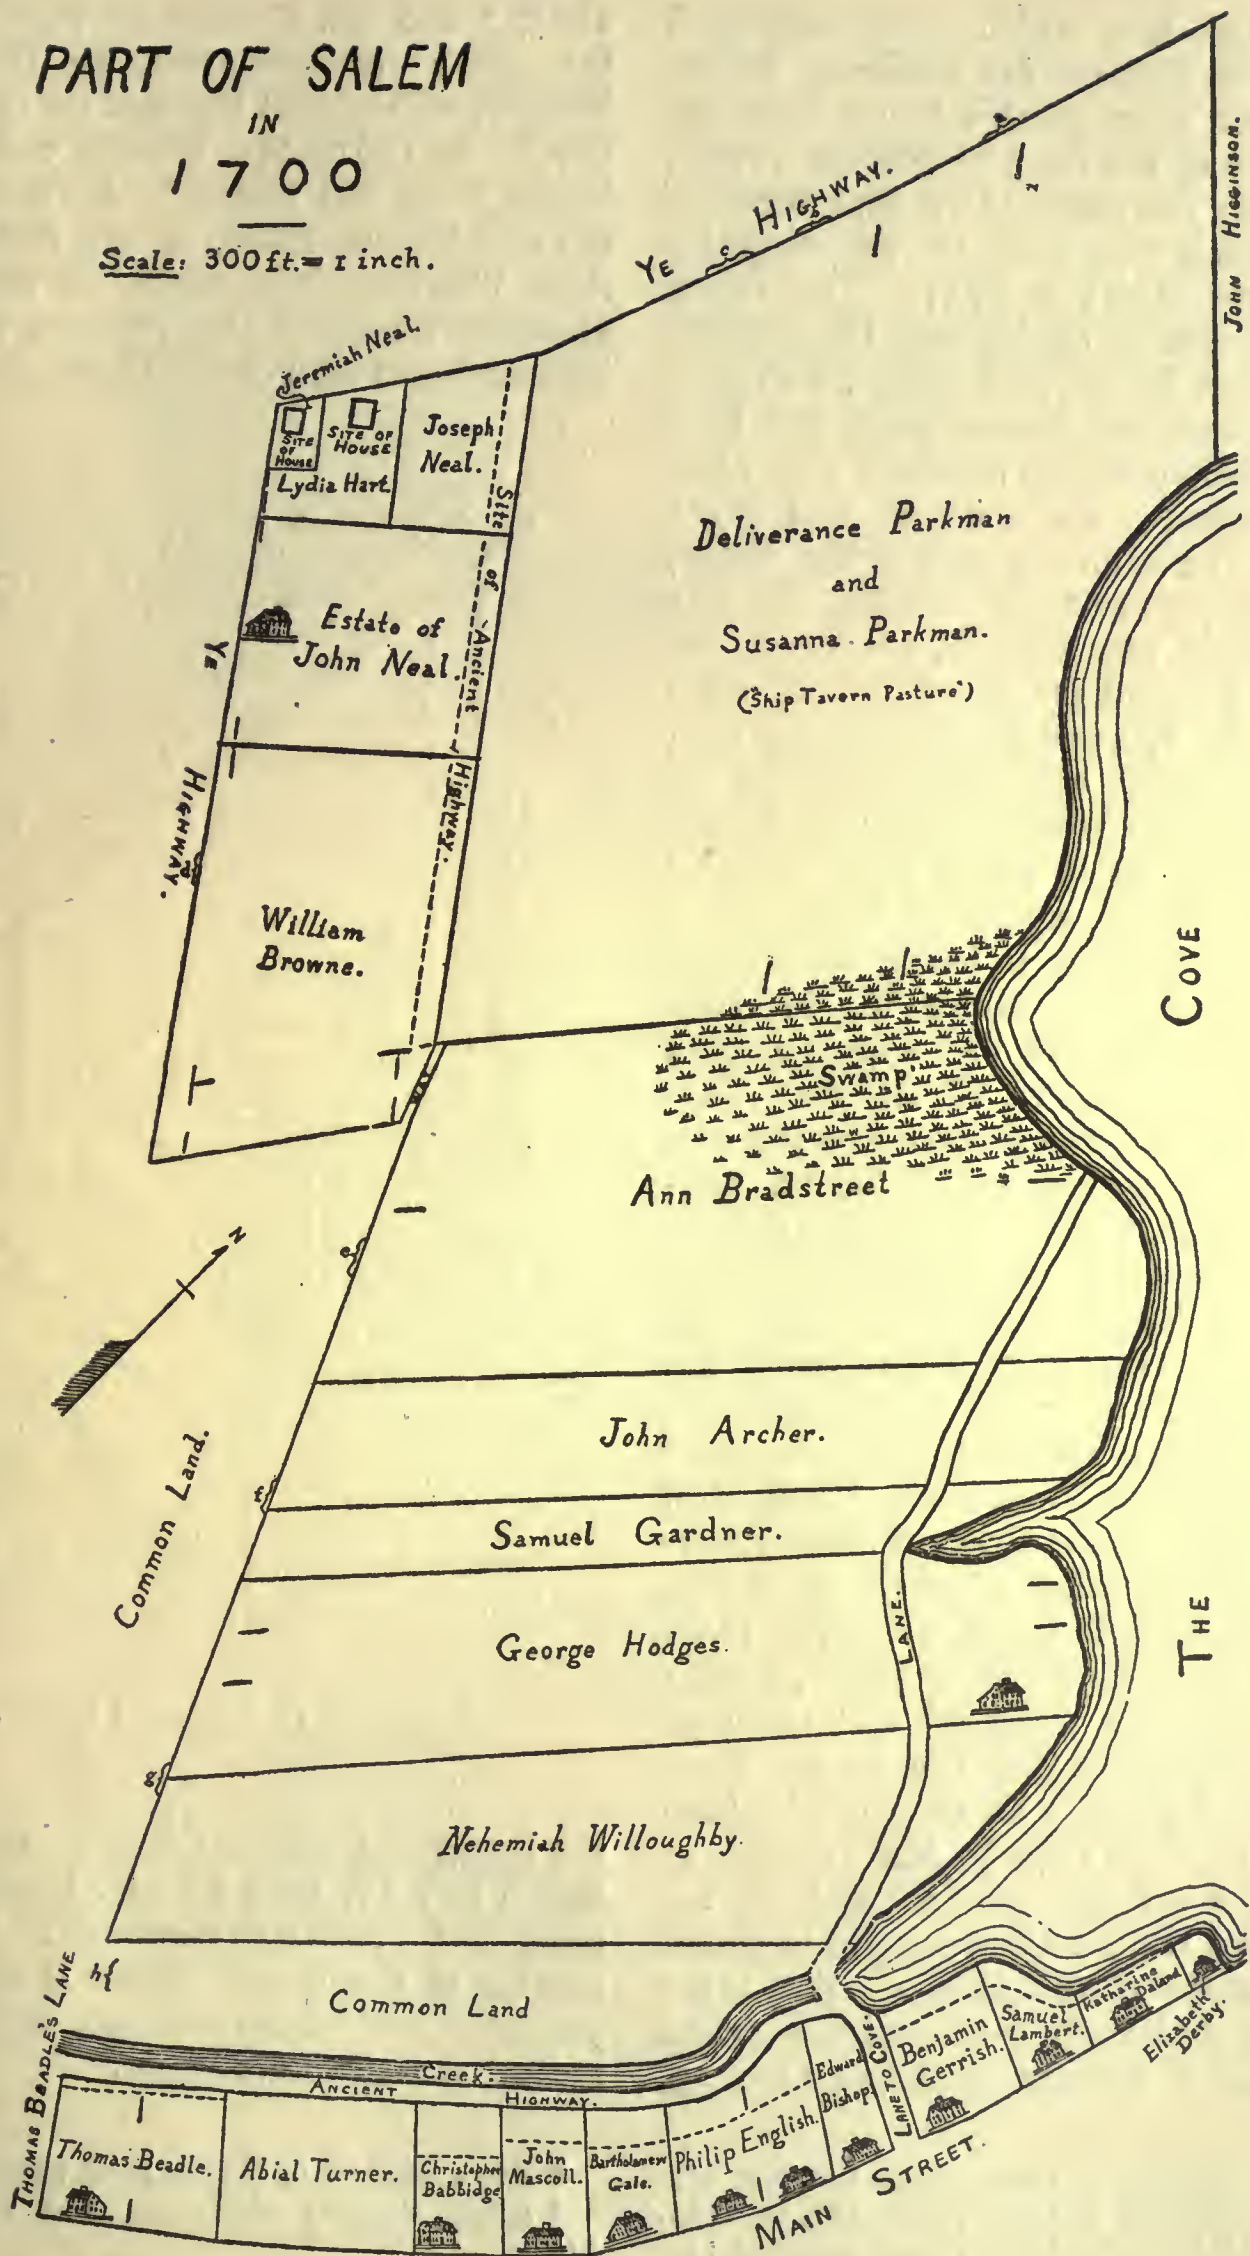 PART OF SALEM
IN
1700
Scale: 300 ft. = 1 inch.
YE HIGHWAY.
a
b
c
JOHN HIGGINSON.
Jeremiah Neal.
SITE
OF
HOUSE
SITE OF
HOUSE
Lydia Hart.
Joseph
Neal.
Site of Ancient Highway.
Deliverance Parkman
and
Susanna Parkman.
("Ship Tavern Pasture")
Estate of
John Neal.
YE HIGHWAY.
d
William
Browne.
WAY
Swamp
Ann Bradstreet
THE COVE
N
e
Common Land.
John Archer.
f
Samuel Gardner.
George Hodges.
LANE.
g
Nehemiah Willoughby.
h
Common Land
THOMAS BEADLE'S LANE
Creek.
ANCIENT HIGHWAY.
Thomas Beadle.
Abial Turner.
Christopher
Babbidge
John
Mascoll.
Bartholomew
Gale.
Philip English.
Edward
Bishop.
LANE TO COVE.
Benjamin
Gerrish.
Samuel
Lambert.
Katharine
Daland
Elizabeth
Derby.
MAIN STREET.